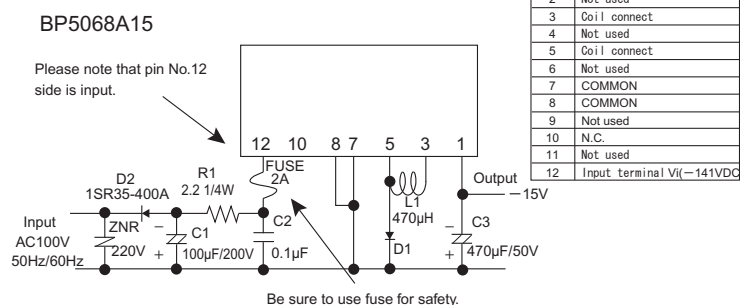 BP5068A15
Please note that pin No.12
side is input.
3 Coil connect
4 Not used
5 Coil connect
6 Not used
7 COMMON
8 COMMON
9 Not used
10 N.C.
11 Not used
12 Input terminal Vi(－141VDC
12 10 8 7 5 3 1
FUSE
2A
D2
1SR35-400A
R1
2.2 1/4W
Output
－15V
L1
470μH
Input
AC100V
50Hz/60Hz
ZNR
220V
－
+
C1
100μF/200V
C2
0.1μF
D1
－
+
C3
470μF/50V
Be sure to use fuse for safety.